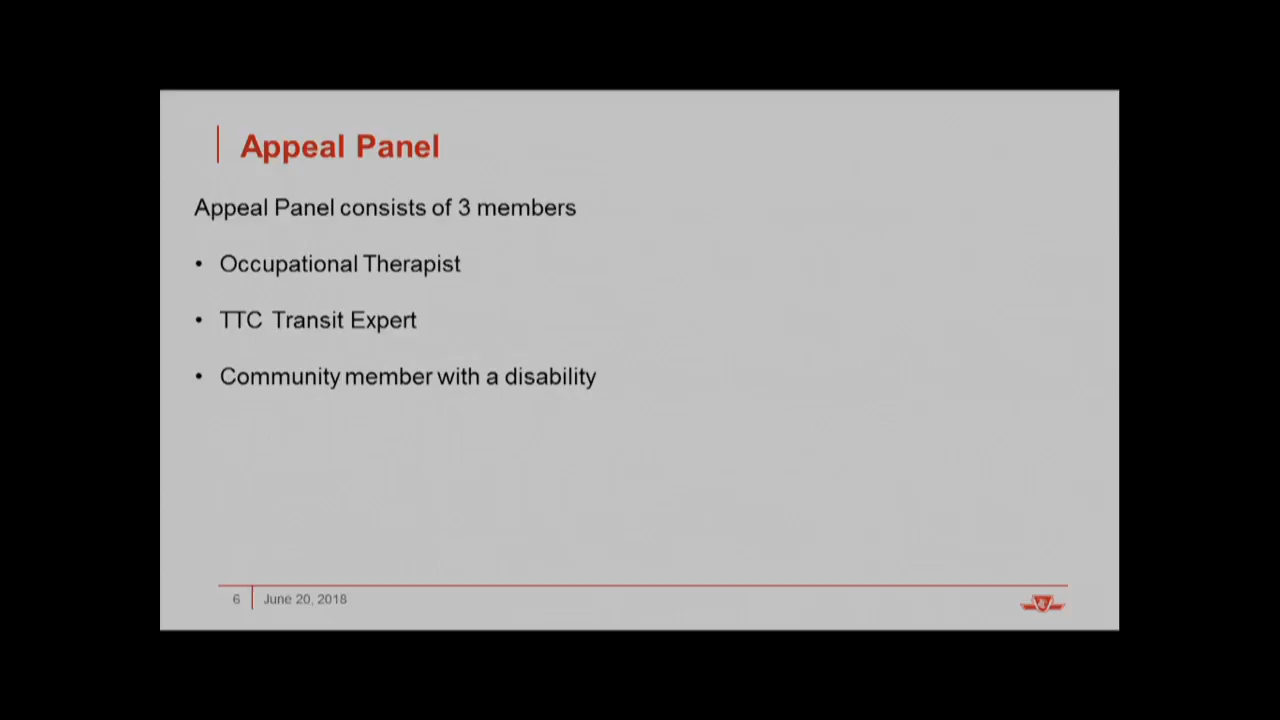 Appeal Panel
Appeal Panel consists of 3 members
• Occupational Therapist
• TTC Transit Expert
• Community member with a disability
6 June 20, 2018